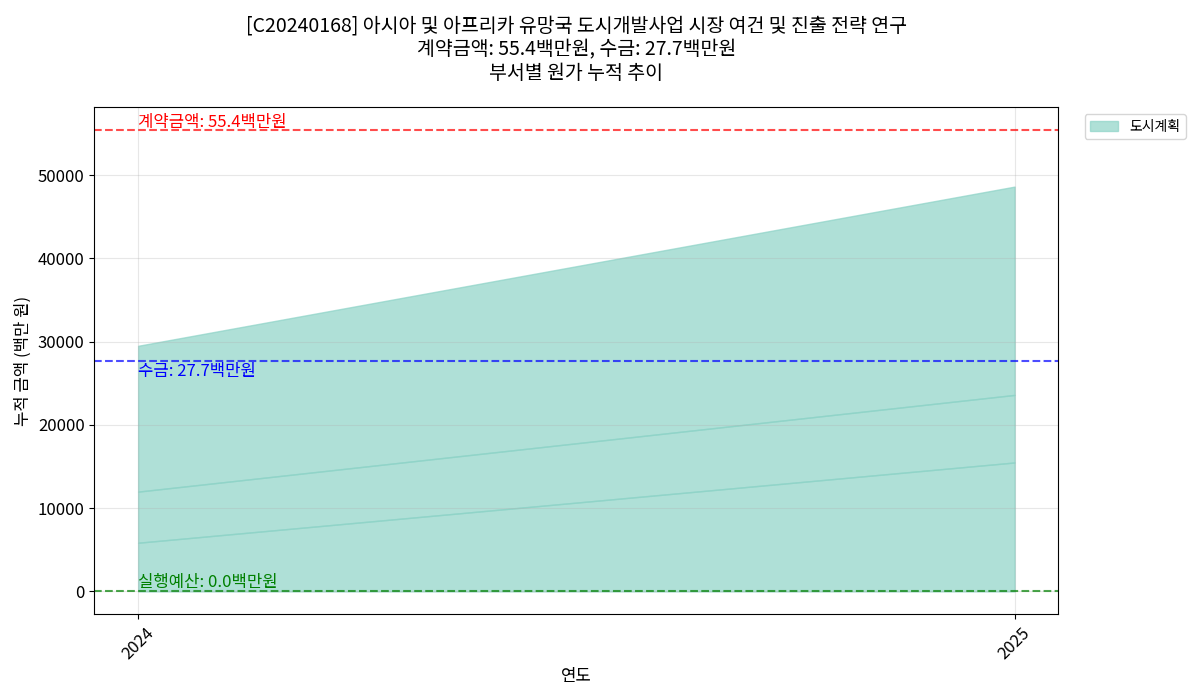 [C20240168] 아시아 및 아프리카 유망국 도시개발사업 시장 여건 및 진출 전략 연구
계약금액: 55.4백만원, 수금: 27.7백만원
부서별 원가 누적 추이
계약금액: 55.4백만원
도시계획
50000
40000
30000
수금: 27.7백만원
20000
10000
실행예산: 0.0백만원
0
누적 금액 (백만 원)
2024
2025
연도